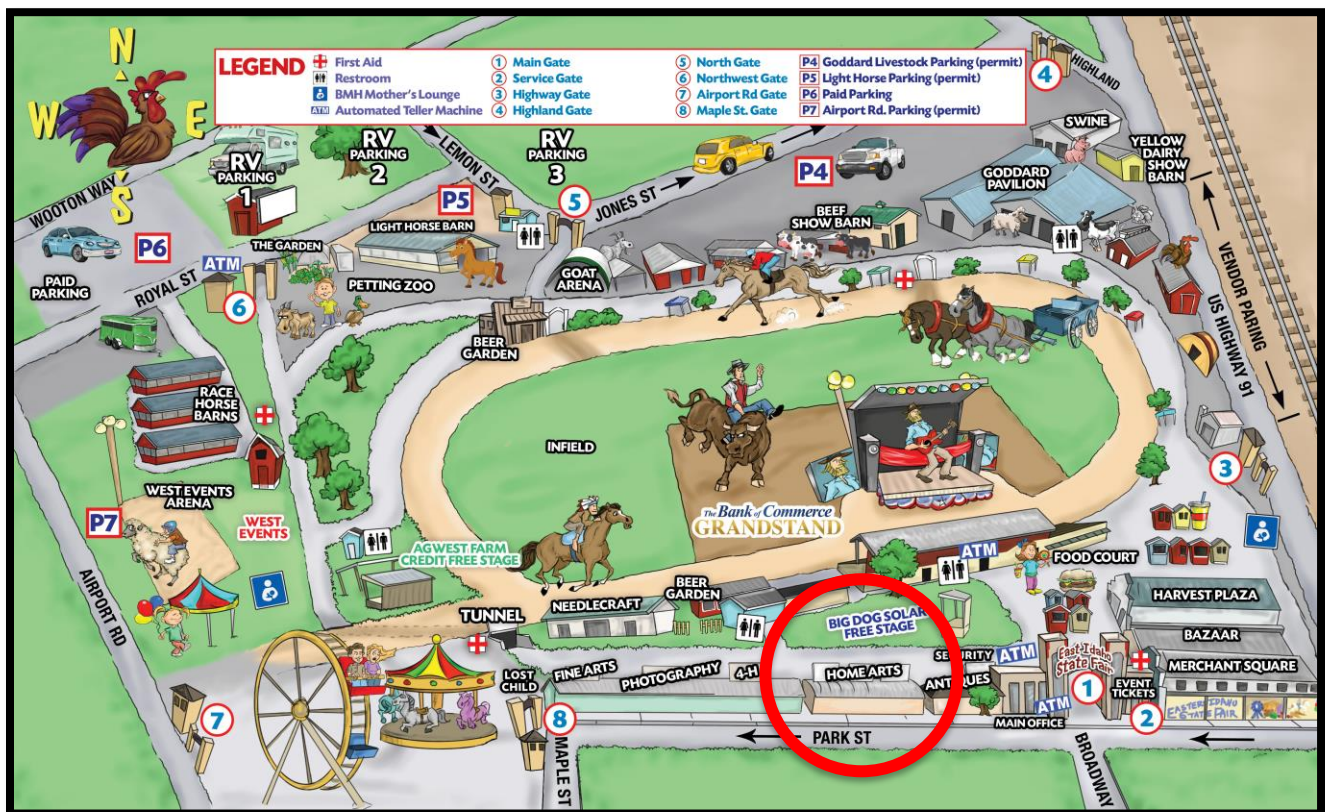 N
W
E
S
LEGEND
First Aid
Restroom
BMH Mother's Lounge
ATM Automated Teller Machine
1 Main Gate
2 Service Gate
3 Highway Gate
4 Highland Gate
5 North Gate
6 Northwest Gate
7 Airport Rd Gate
8 Maple St. Gate
P4 Goddard Livestock Parking (permit)
P5 Light Horse Parking (permit)
P6 Paid Parking
P7 Airport Rd. Parking (permit)
4
HIGHLAND
SWINE
YELLOW
DAIRY
SHOW
BARN
GODDARD
PAVILION
RV
PARKING
1
RV
PARKING
2
LEMON ST
RV
PARKING
3
5
JONES ST
P4
WOOTON WAY
P5
LIGHT HORSE BARN
BEEF
SHOW BARN
P6
PAID
PARKING
ROYAL ST
ATM
6
THE GARDEN
PETTING ZOO
GOAT
ARENA
BEER
GARDEN
VENDOR PARING
US HIGHWAY 91
RACE
HORSE
BARNS
INFIELD
3
WEST EVENTS
ARENA
P7
WEST
EVENTS
The Bank of Commerce
GRANDSTAND
AGWEST FARM
CREDIT FREE STAGE
ATM
FOOD COURT
AIRPORT RD
TUNNEL
NEEDLECRAFT
BEER
GARDEN
BIG DOG SOLAR
FREE STAGE
HARVEST PLAZA
BAZAAR
MERCHANT SQUARE
LOST
CHILD
FINE ARTS
PHOTOGRAPHY
4-H
HOME ARTS
SECURITY
ATM
ANTIQUES
East Idaho
State Fair
1
EVENT
TICKETS
2
EASTERN IDAHO
STATE FAIR
ATM
MAIN OFFICE
7
8
MAPLE ST
PARK ST
BROADWAY